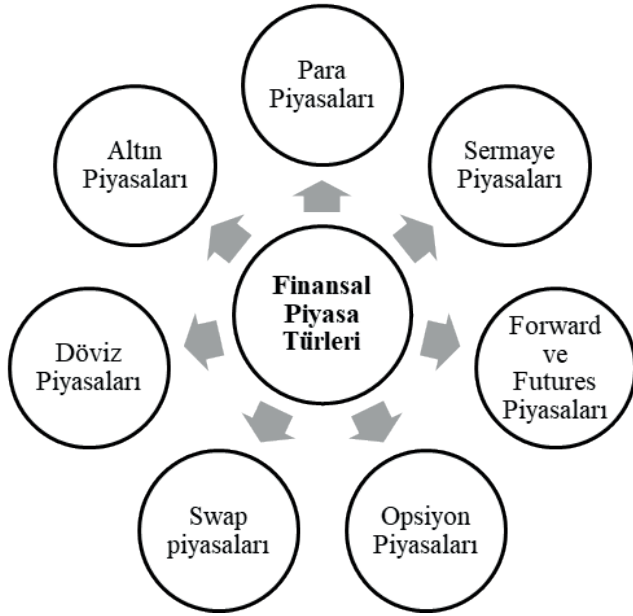 Para
Piyasaları
Sermaye
Piyasaları
Forward
ve
Futures
Piyasaları
Opsiyon
Piyasaları
Swap
piyasaları
Döviz
Piyasaları
Altın
Piyasaları
Finansal
Piyasa
Türleri